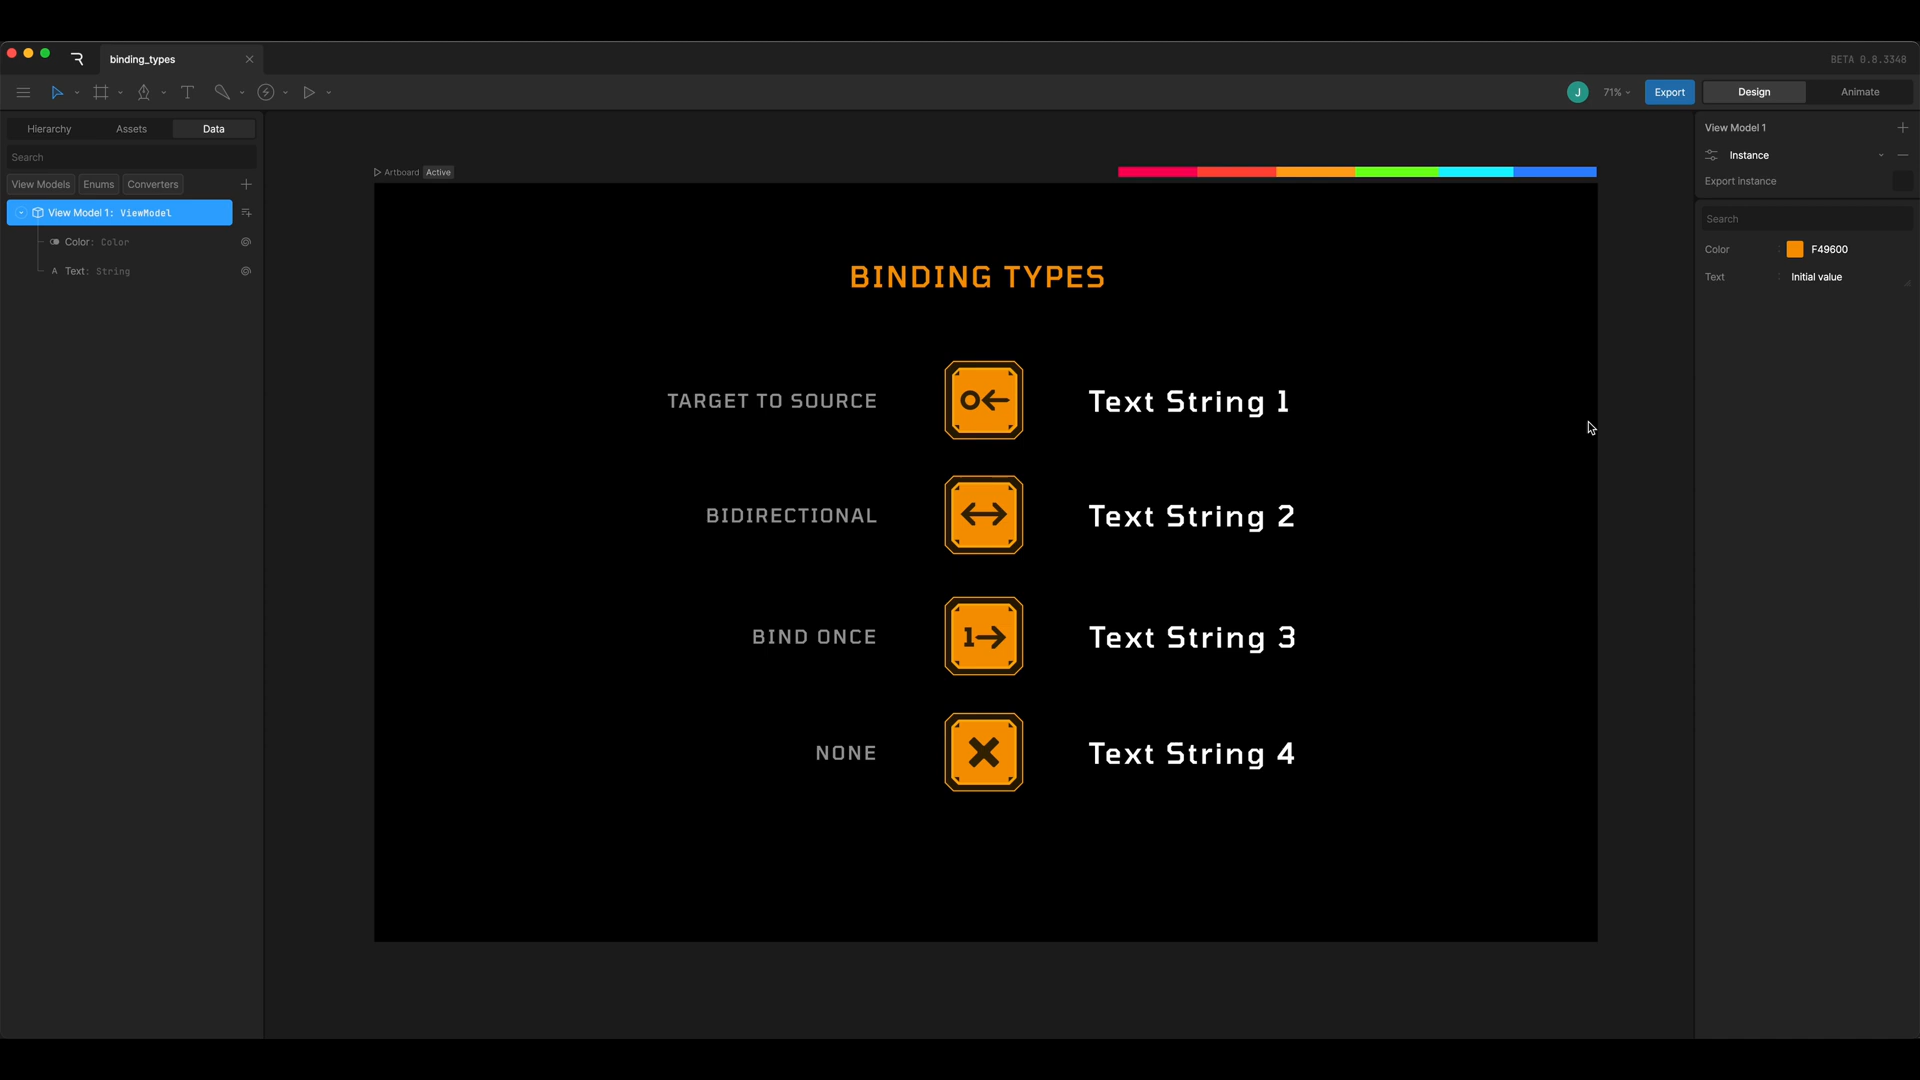 binding_types
BETA 0.8.3348
J
71%
Export
Design
Animate
Hierarchy
Assets
Data
Search
View Models
Enums
Converters
View Model 1: ViewModel
Color: Color
Text: String
Artboard
Active
BINDING TYPES
TARGET TO SOURCE
Text String 1
BIDIRECTIONAL
Text String 2
BIND ONCE
1
Text String 3
NONE
Text String 4
View Model 1
Instance
Export instance
Search
Color
F49600
Text
Initial value